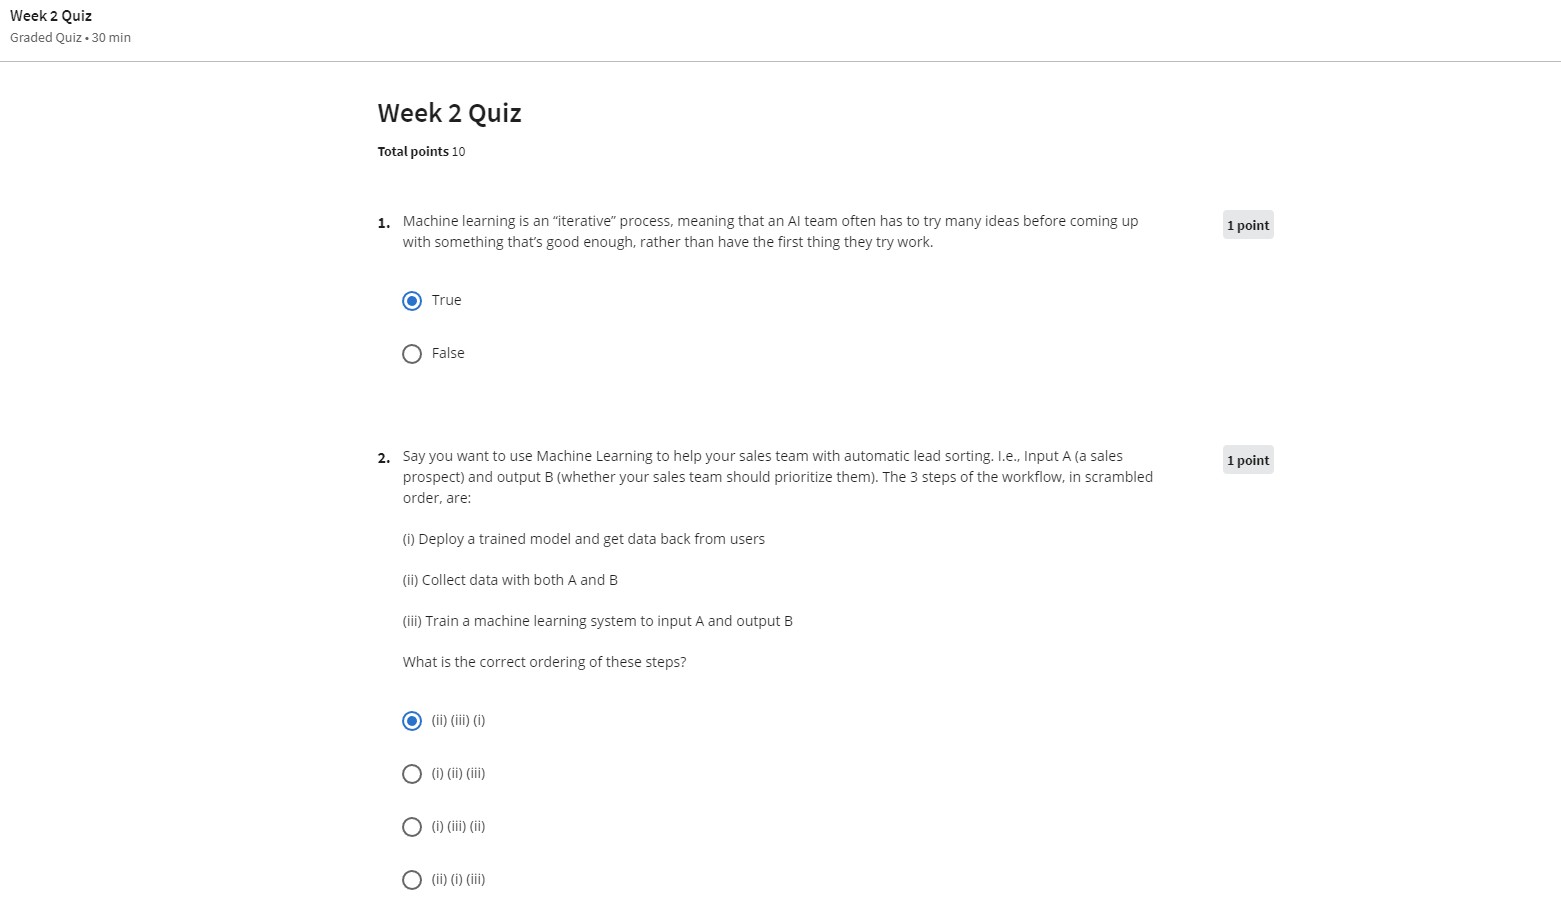 Week 2 Quiz
Graded Quiz • 30 min
Week 2 Quiz
Total points 10
1. Machine learning is an “iterative” process, meaning that an AI team often has to try many ideas before coming up
with something that’s good enough, rather than have the first thing they try work.
1 point
True
False
2. Say you want to use Machine Learning to help your sales team with automatic lead sorting. I.e., Input A (a sales
prospect) and output B (whether your sales team should prioritize them). The 3 steps of the workflow, in scrambled
order, are:
1 point
(i) Deploy a trained model and get data back from users
(ii) Collect data with both A and B
(iii) Train a machine learning system to input A and output B
What is the correct ordering of these steps?
(ii) (iii) (i)
(i) (ii) (iii)
(i) (iii) (ii)
(ii) (i) (iii)